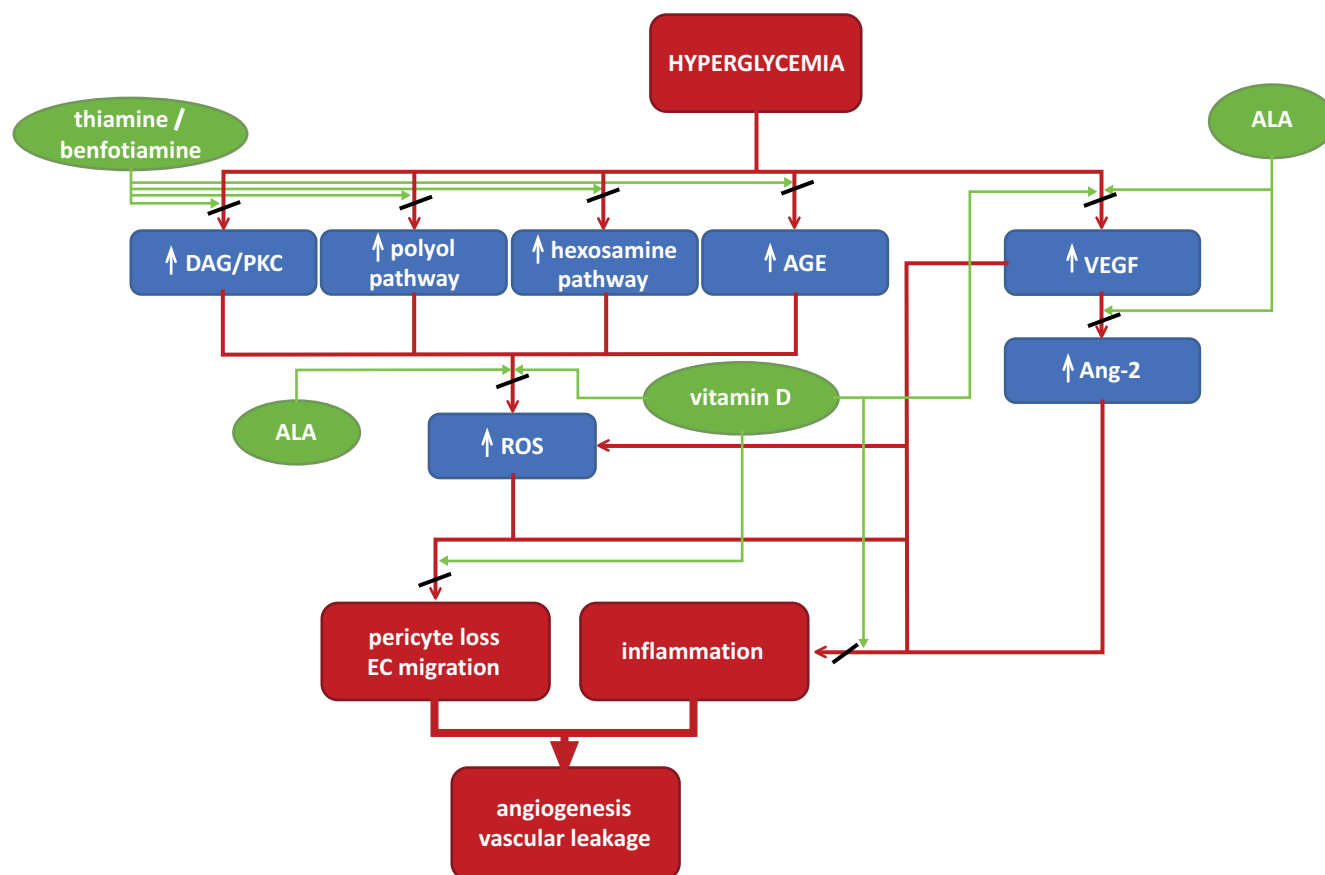 HYPERGLYCEMIA
thiamine /
benfotiamine
ALA
↑ DAG/PKC
↑ polyol
pathway
↑ hexosamine
pathway
↑ AGE
↑ VEGF
↑ Ang-2
vitamin D
ALA
↑ ROS
pericyte loss
EC migration
inflammation
angiogenesis
vascular leakage